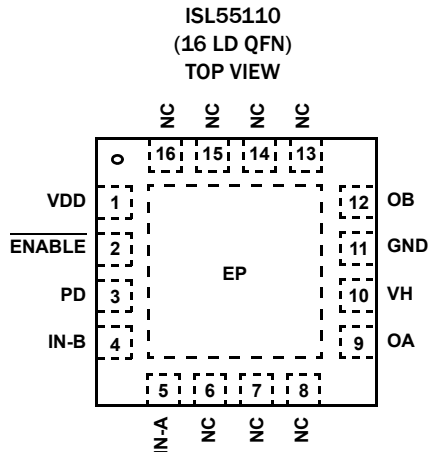 ISL55110
(16 LD QFN)
TOP VIEW
NC NC NC NC
16 15 14 13
VDD 1 12 OB
ENABLE 2 11 GND
EP
PD 3 10 VH
IN-B 4 9 OA
5 6 7 8
IN-A NC NC NC